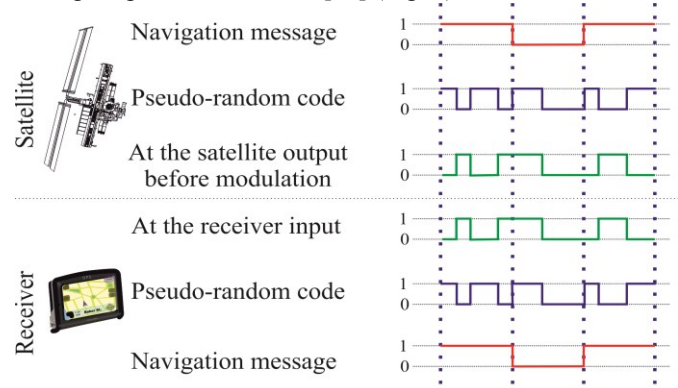 Navigation message
1
0
Satellite
Pseudo-random code
1
0
At the satellite output
before modulation
1
0
At the receiver input
1
0
Receiver
Pseudo-random code
1
0
Navigation message
1
0